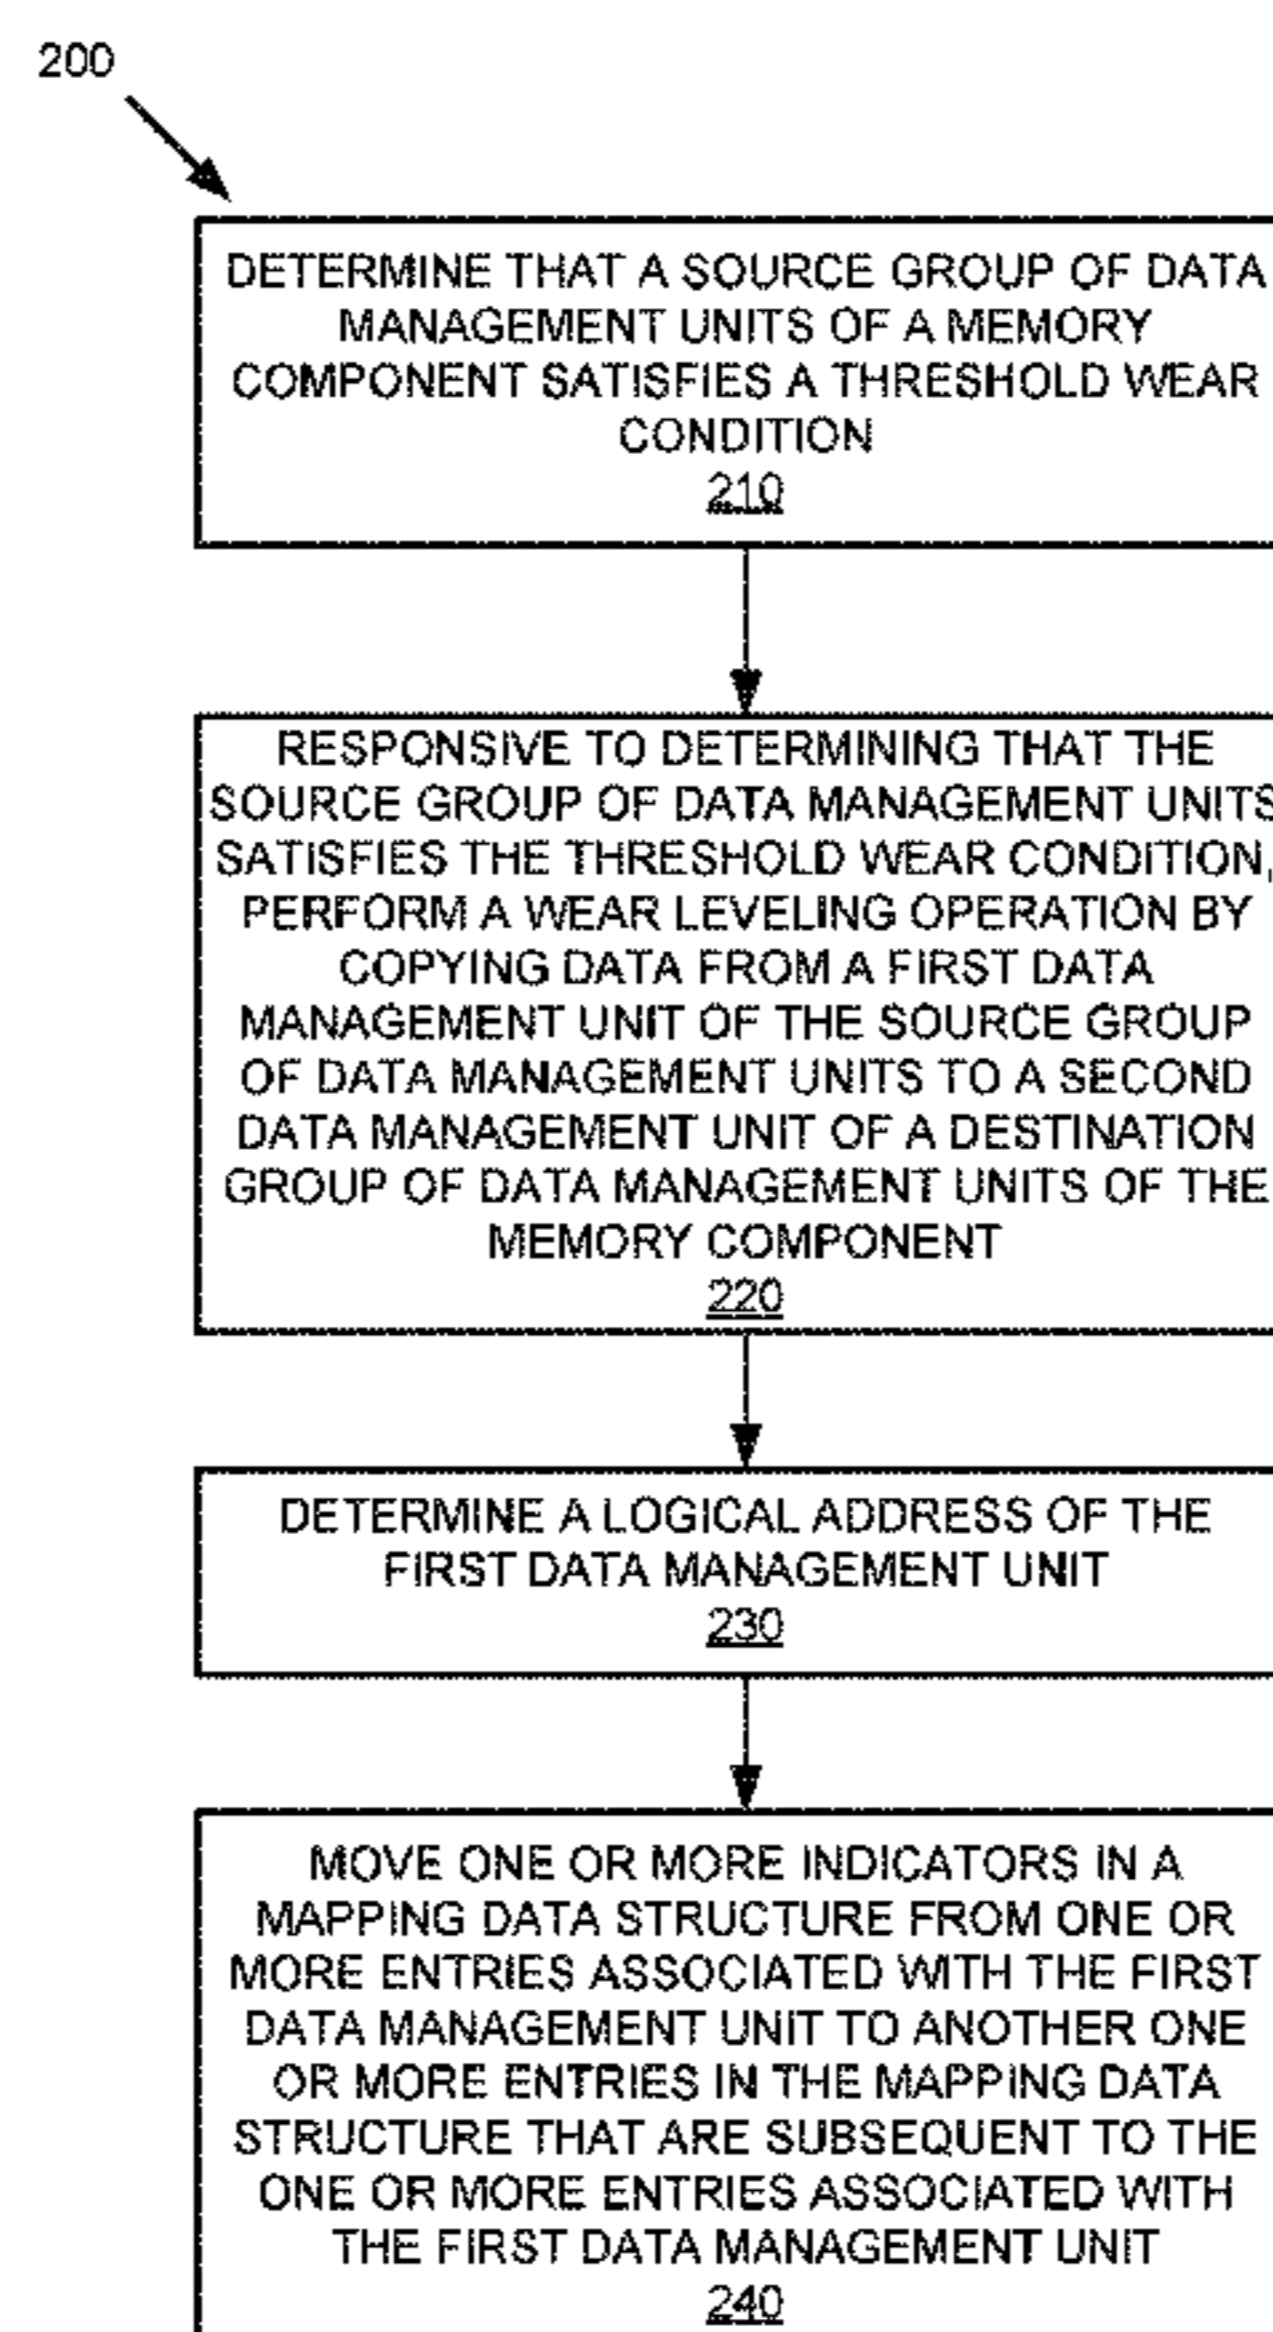 200
DETERMINE THAT A SOURCE GROUP OF DATA
MANAGEMENT UNITS OF A MEMORY
COMPONENT SATISFIES A THRESHOLD WEAR
CONDITION
210
RESPONSIVE TO DETERMINING THAT THE
SOURCE GROUP OF DATA MANAGEMENT UNITS
SATISFIES THE THRESHOLD WEAR CONDITION,
PERFORM A WEAR LEVELING OPERATION BY
COPYING DATA FROM A FIRST DATA
MANAGEMENT UNIT OF THE SOURCE GROUP
OF DATA MANAGEMENT UNITS TO A SECOND
DATA MANAGEMENT UNIT OF A DESTINATION
GROUP OF DATA MANAGEMENT UNITS OF THE
MEMORY COMPONENT
220
DETERMINE A LOGICAL ADDRESS OF THE
FIRST DATA MANAGEMENT UNIT
230
MOVE ONE OR MORE INDICATORS IN A
MAPPING DATA STRUCTURE FROM ONE OR
MORE ENTRIES ASSOCIATED WITH THE FIRST
DATA MANAGEMENT UNIT TO ANOTHER ONE
OR MORE ENTRIES IN THE MAPPING DATA
STRUCTURE THAT ARE SUBSEQUENT TO THE
ONE OR MORE ENTRIES ASSOCIATED WITH
THE FIRST DATA MANAGEMENT UNIT
240